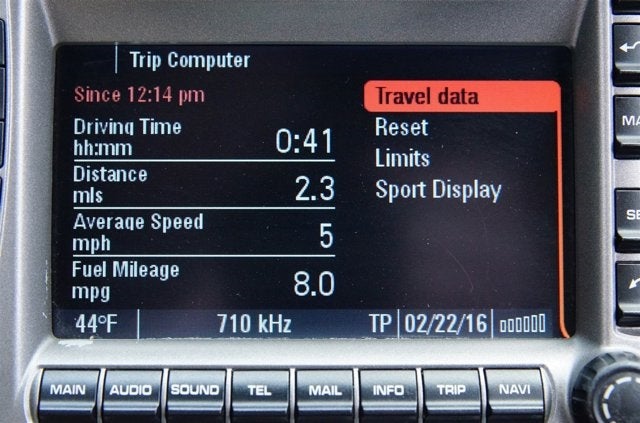 Trip Computer
Since 12:14 pm
Driving Time
hh:mm
0:41
Distance
mls
2.3
Average Speed
mph
5
Fuel Mileage
mpg
8.0
Travel data
Reset
Limits
Sport Display
44°F 710 kHz TP 02/22/16
MAIN AUDIO SOUND TEL MAIL INFO TRIP NAVI
MA
SE